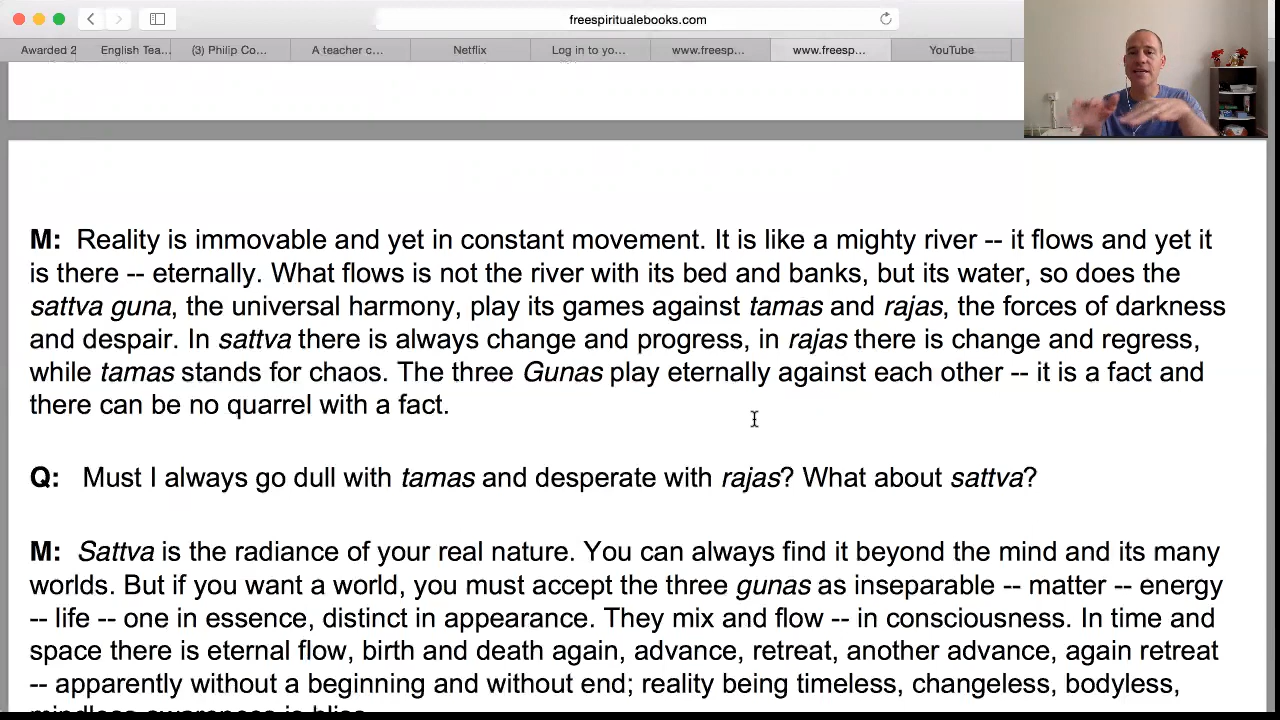 freespiritualebooks.com
Awarded 2 English Tea... (3) Philip Co... A teacher c... Netflix Log in to yo... www.freesp... www.freesp... YouTube
M: Reality is immovable and yet in constant movement. It is like a mighty river -- it flows and yet it
is there -- eternally. What flows is not the river with its bed and banks, but its water, so does the
sattva guna, the universal harmony, play its games against tamas and rajas, the forces of darkness
and despair. In sattva there is always change and progress, in rajas there is change and regress,
while tamas stands for chaos. The three Gunas play eternally against each other -- it is a fact and
there can be no quarrel with a fact.
Q: Must I always go dull with tamas and desperate with rajas? What about sattva?
M: Sattva is the radiance of your real nature. You can always find it beyond the mind and its many
worlds. But if you want a world, you must accept the three gunas as inseparable -- matter -- energy
-- life -- one in essence, distinct in appearance. They mix and flow -- in consciousness. In time and
space there is eternal flow, birth and death again, advance, retreat, another advance, again retreat
-- apparently without a beginning and without end; reality being timeless, changeless, bodyless,
mindless awareness is bliss.